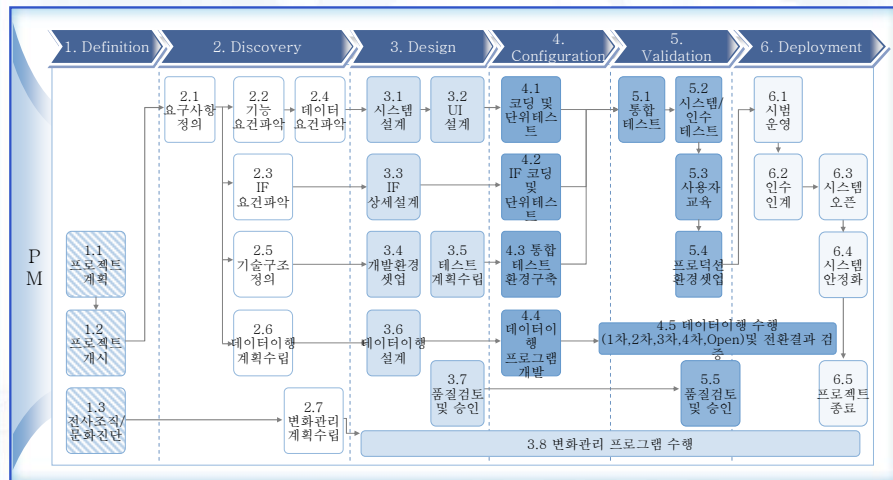 1. Definition
2. Discovery
3. Design
4.
Configuration
5.
Validation
6. Deployment
P
M
1.1
프로젝트
계획
1.2
프로젝트
개시
1.3
전사조직/
문화진단
2.1
요구사항
정의
2.2
기능
요건파악
2.4
데이터
요건파악
2.3
IF
요건파악
2.5
기술구조
정의
2.6
데이터이행
계획수립
2.7
변화관리
계획수립
3.1
시스템
설계
3.2
UI
설계
3.3
IF
상세설계
3.4
개발환경
셋업
3.5
테스트
계획수립
3.6
데이터이행
설계
3.7
품질검토
및 승인
3.8 변화관리 프로그램 수행
4.1
코딩 및
단위테스트
4.2
IF 코딩
및
단위테스트
4.3 통합
테스트
환경구축
4.4
데이터이행
프로그램
개발
4.5 데이터이행 수행
(1차,2차,3차,4차,Open)및 전환결과 검
증
5.1
통합
테스트
5.2
시스템/
인수
테스트
5.3
사용자
교육
5.4
프로덕션
환경셋업
5.5
품질검토
및 승인
6.1
시범
운영
6.2
인수
인계
6.3
시스템
오픈
6.4
시스템
안정화
6.5
프로젝트
종료